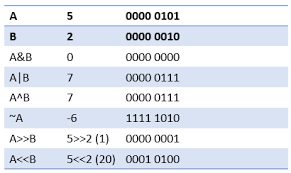 A 5 0000 0101
B 2 0000 0010
A&B 0 0000 0000
A|B 7 0000 0111
A^B 7 0000 0111
~A -6 1111 1010
A>>B 5>>2 (1) 0000 0001
A<<B 5<<2 (20) 0001 0100